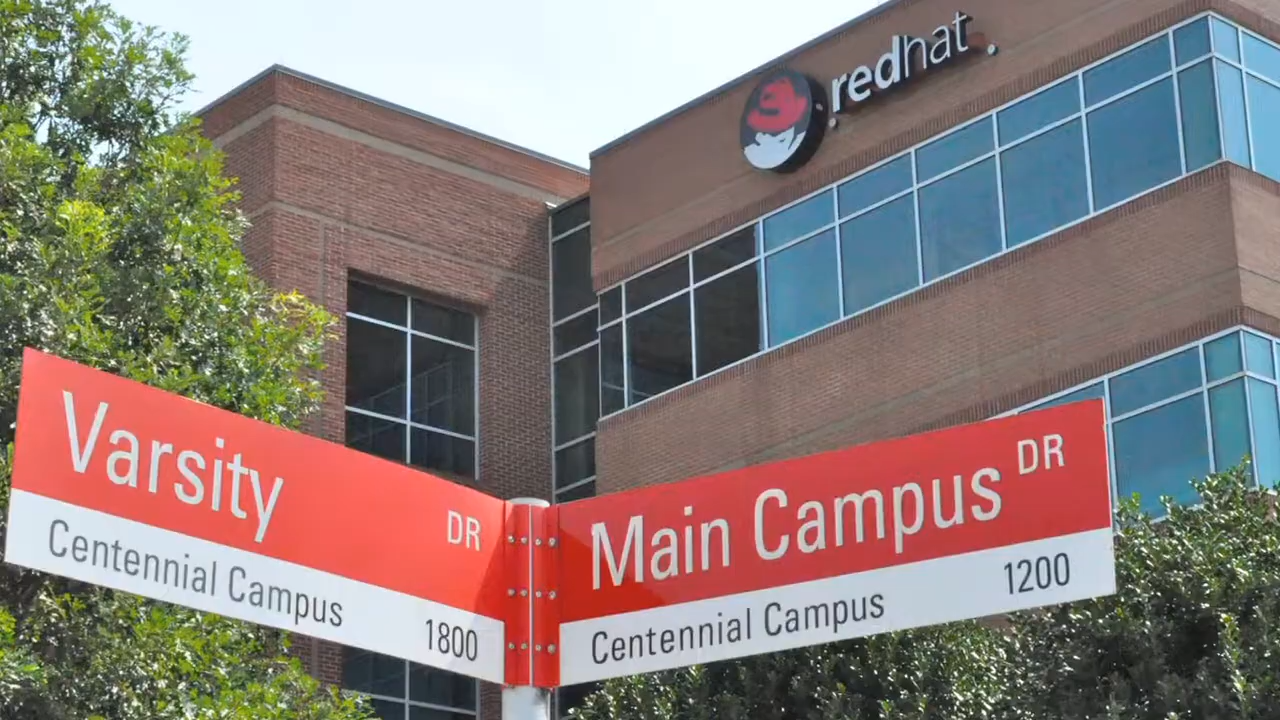 redhat.
Varsity DR
Centennial Campus 1800
Main Campus DR
Centennial Campus 1200